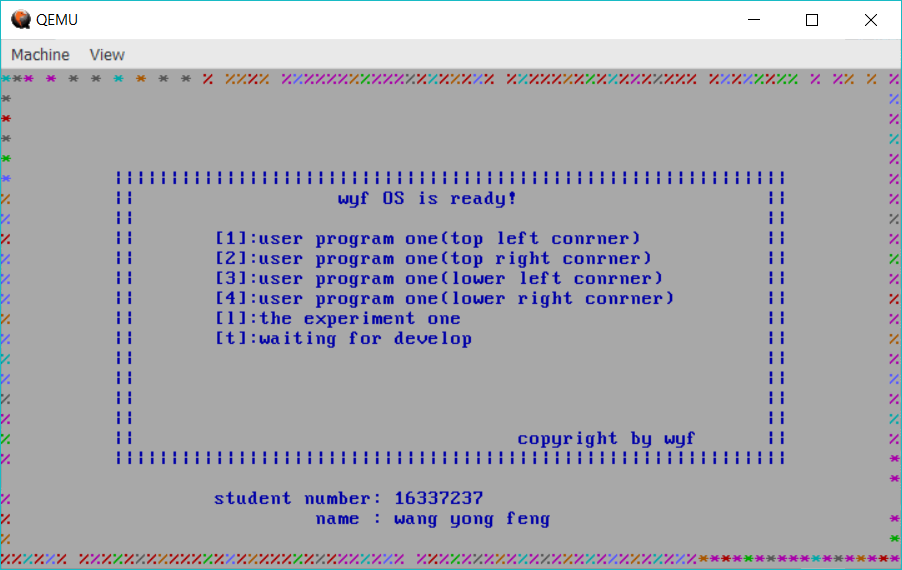 QEMU
Machine View
wyf OS is ready!
[1]:user program one(top left conrner)
[2]:user program one(top right conrner)
[3]:user program one(lower left conrner)
[4]:user program one(lower right conrner)
[l]:the experiment one
[t]:waiting for develop
copyright by wyf
student number: 16337237
name : wang yong feng